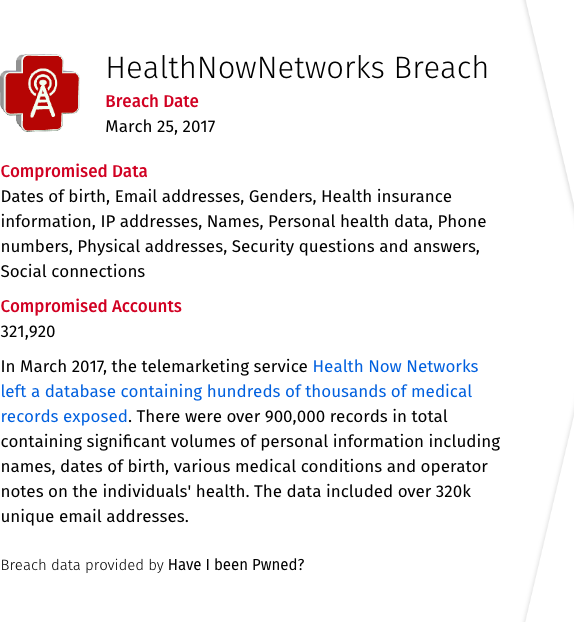 HealthNowNetworks Breach
Breach Date
March 25, 2017
Compromised Data
Dates of birth, Email addresses, Genders, Health insurance
information, IP addresses, Names, Personal health data, Phone
numbers, Physical addresses, Security questions and answers,
Social connections
Compromised Accounts
321,920
In March 2017, the telemarketing service Health Now Networks
left a database containing hundreds of thousands of medical
records exposed. There were over 900,000 records in total
containing significant volumes of personal information including
names, dates of birth, various medical conditions and operator
notes on the individuals' health. The data included over 320k
unique email addresses.
Breach data provided by Have I been Pwned?